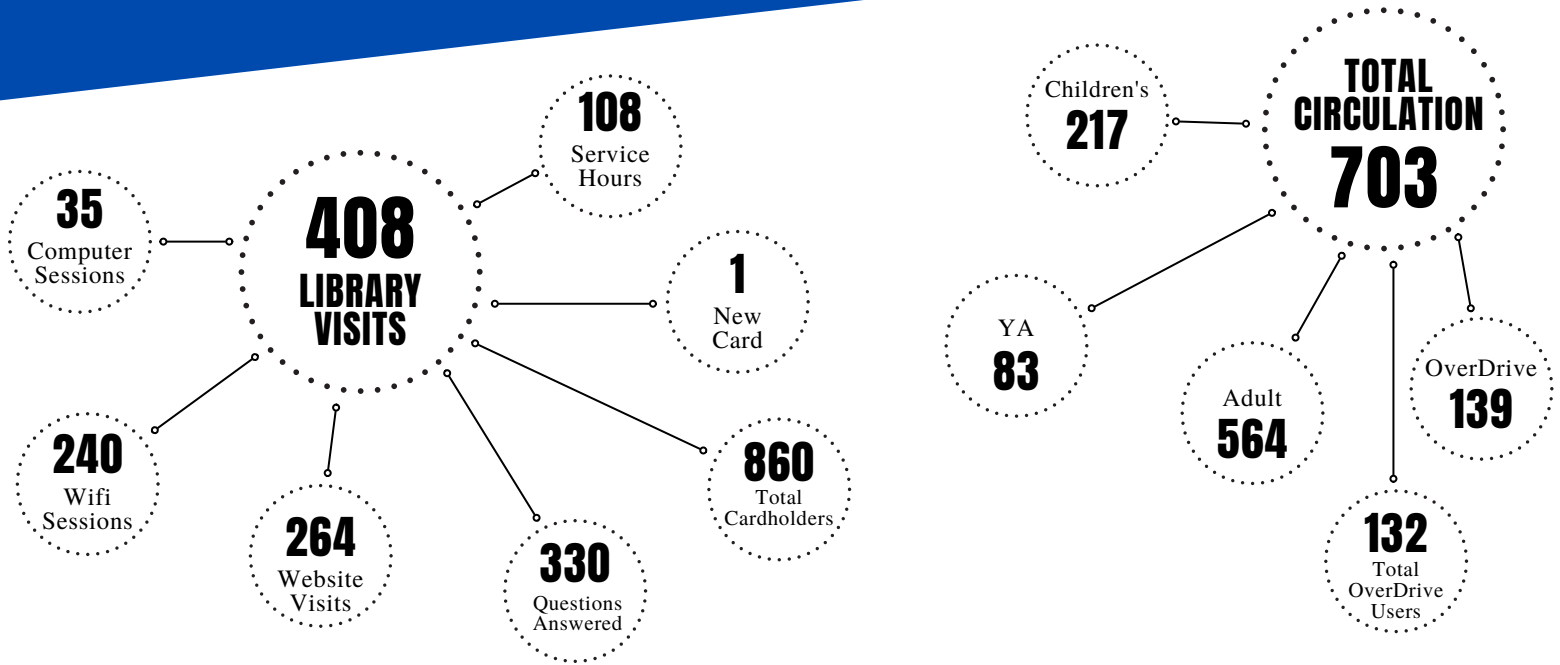 408
LIBRARY
VISITS
108
Service
Hours
35
Computer
Sessions
1
New
Card
240
Wifi
Sessions
264
Website
Visits
330
Questions
Answered
860
Total
Cardholders
TOTAL
CIRCULATION
703
Children's
217
YA
83
Adult
564
OverDrive
139
132
Total
OverDrive
Users